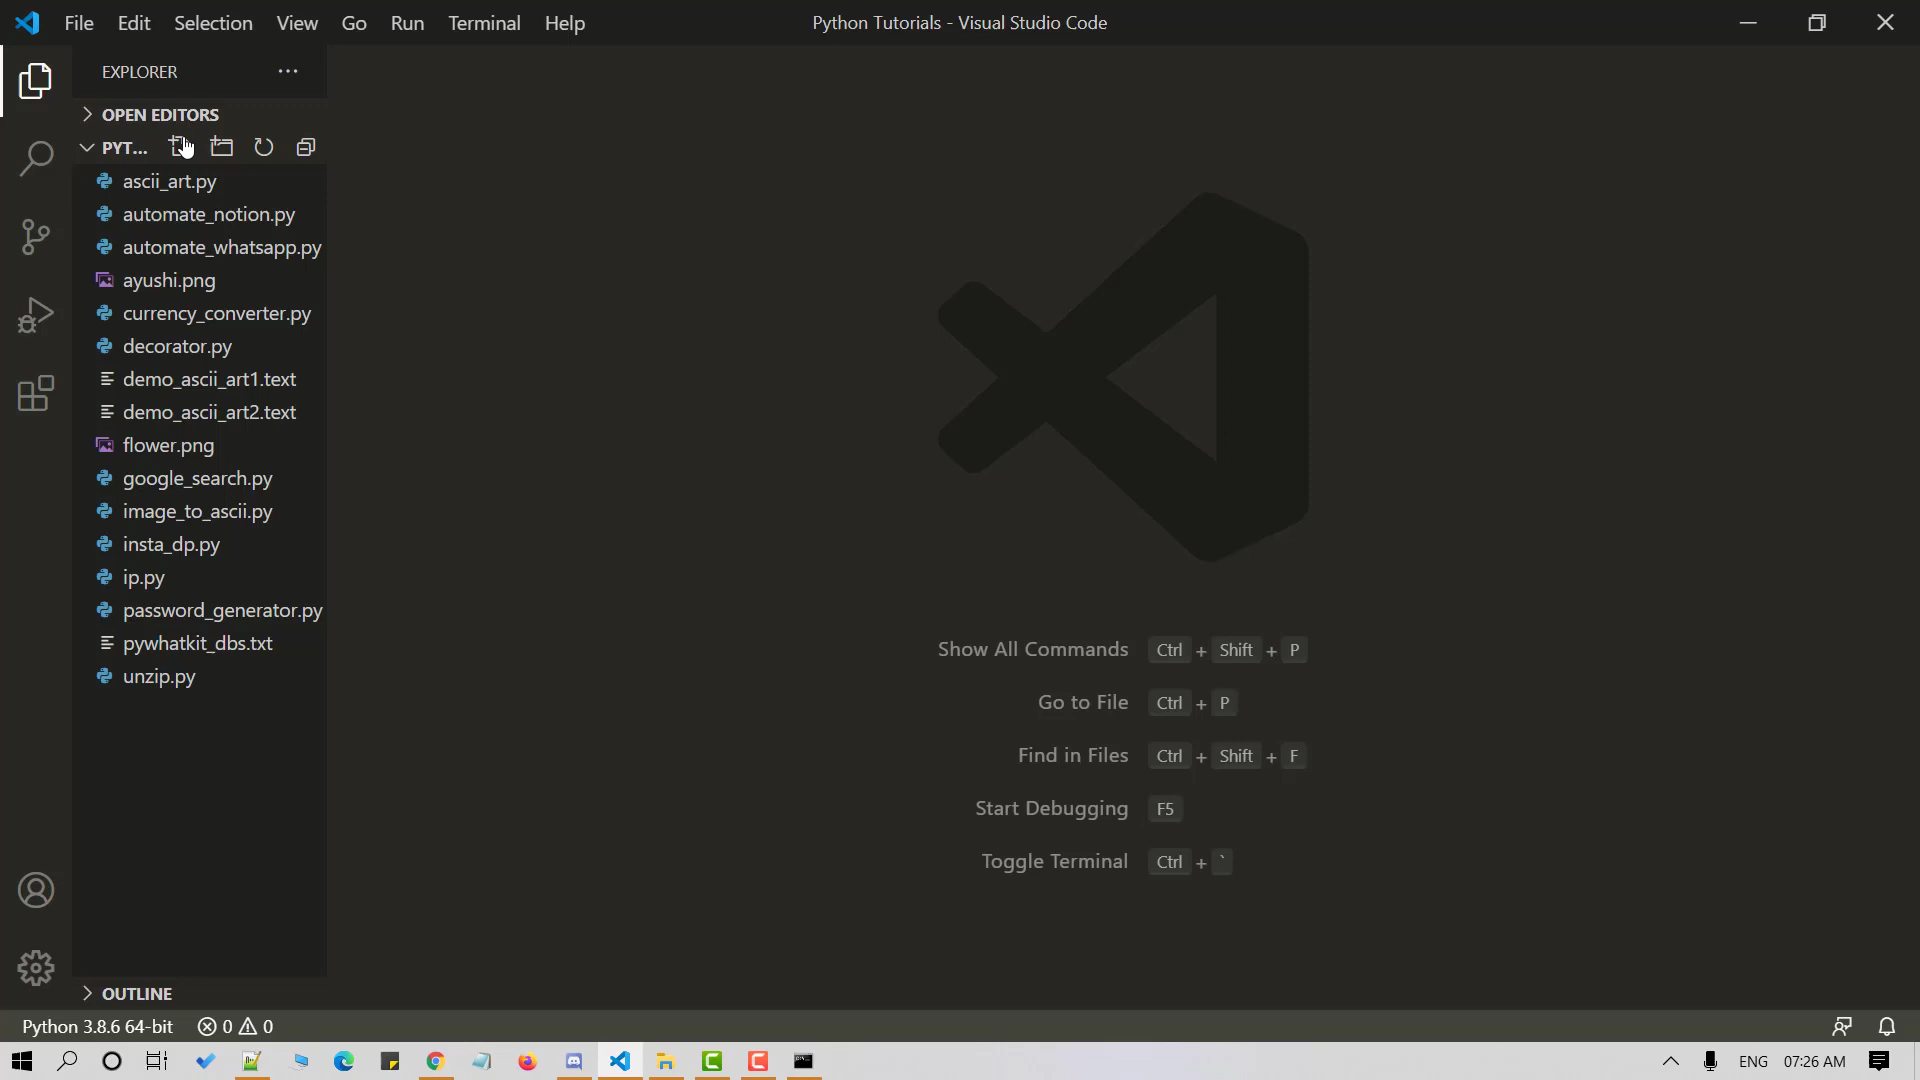 File Edit Selection View Go Run Terminal Help
Python Tutorials - Visual Studio Code
EXPLORER
OPEN EDITORS
PYT...
ascii_art.py
automate_notion.py
automate_whatsapp.py
ayushi.png
currency_converter.py
decorator.py
demo_ascii_art1.text
demo_ascii_art2.text
flower.png
google_search.py
image_to_ascii.py
insta_dp.py
ip.py
password_generator.py
pywhatkit_dbs.txt
unzip.py
OUTLINE
Show All Commands Ctrl + Shift + P
Go to File Ctrl + P
Find in Files Ctrl + Shift + F
Start Debugging F5
Toggle Terminal Ctrl + `
Python 3.8.6 64-bit 0 0
ENG 07:26 AM